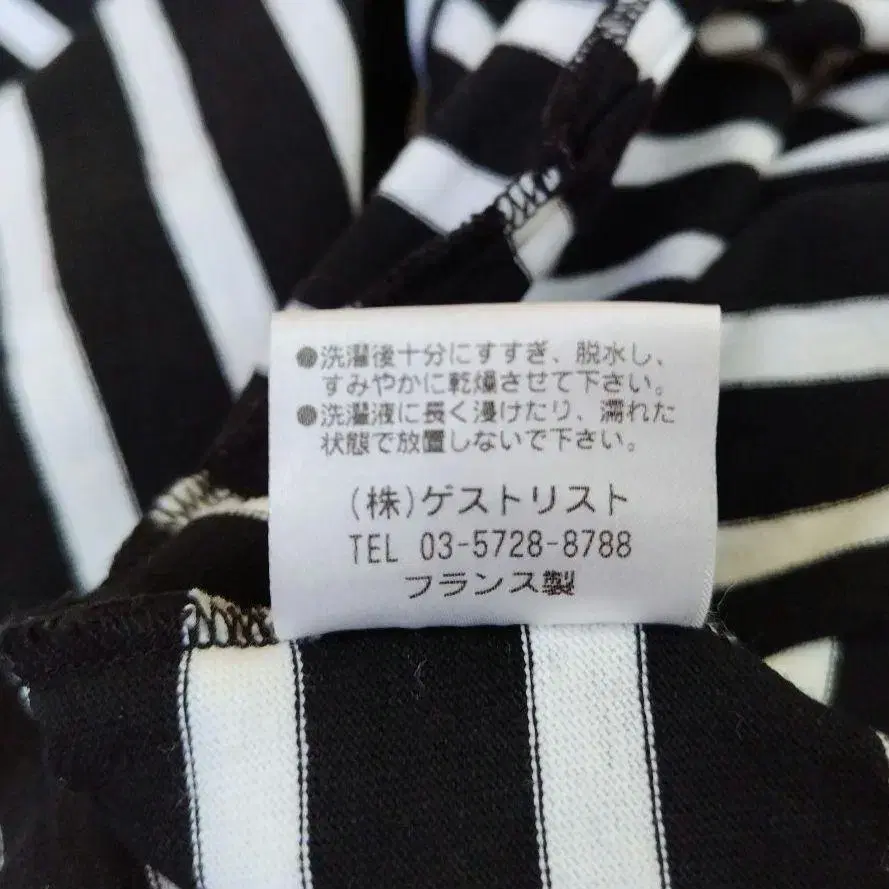 ●洗濯後十分にすすぎ、脱水し、
すみやかに乾燥させて下さい。
●洗濯液に長く浸けたり、濡れた
状態で放置しないで下さい。
(株)ゲストリスト
TEL 03-5728-8788
フランス製